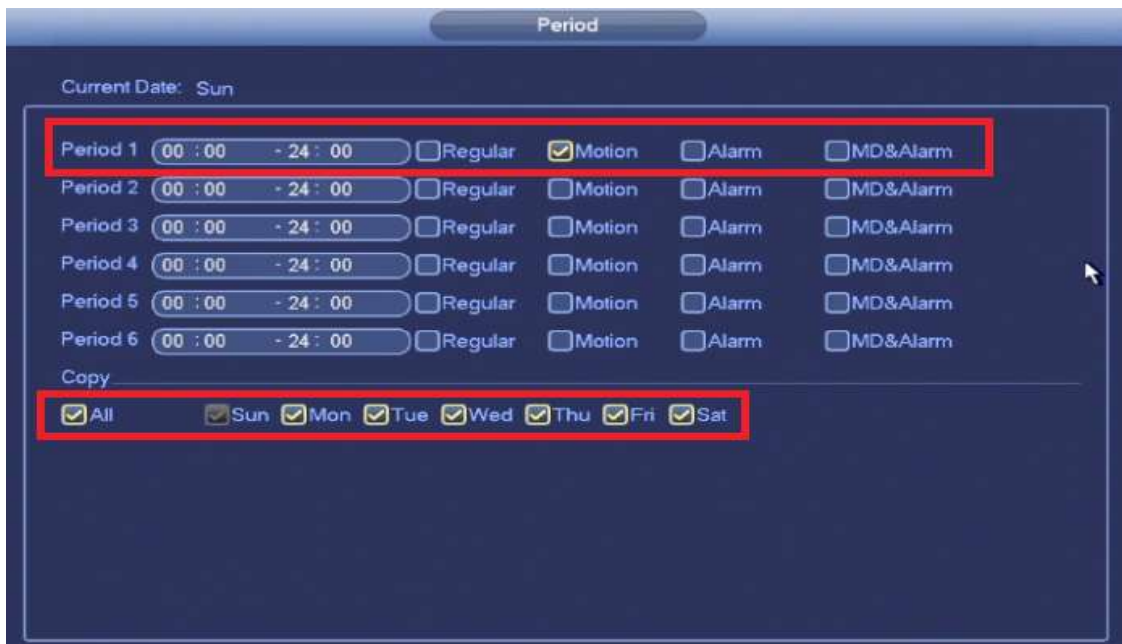 Period
Current Date: Sun
Period 1 00 :00 - 24 : 00 Regular Motion Alarm MD&Alarm
Period 2 00 :00 - 24 : 00 Regular Motion Alarm MD&Alarm
Period 3 00 :00 - 24 : 00 Regular Motion Alarm MD&Alarm
Period 4 00 :00 - 24 : 00 Regular Motion Alarm MD&Alarm
Period 5 00 :00 - 24 : 00 Regular Motion Alarm MD&Alarm
Period 6 00 :00 - 24 : 00 Regular Motion Alarm MD&Alarm
Copy
All Sun Mon Tue Wed Thu Fri Sat